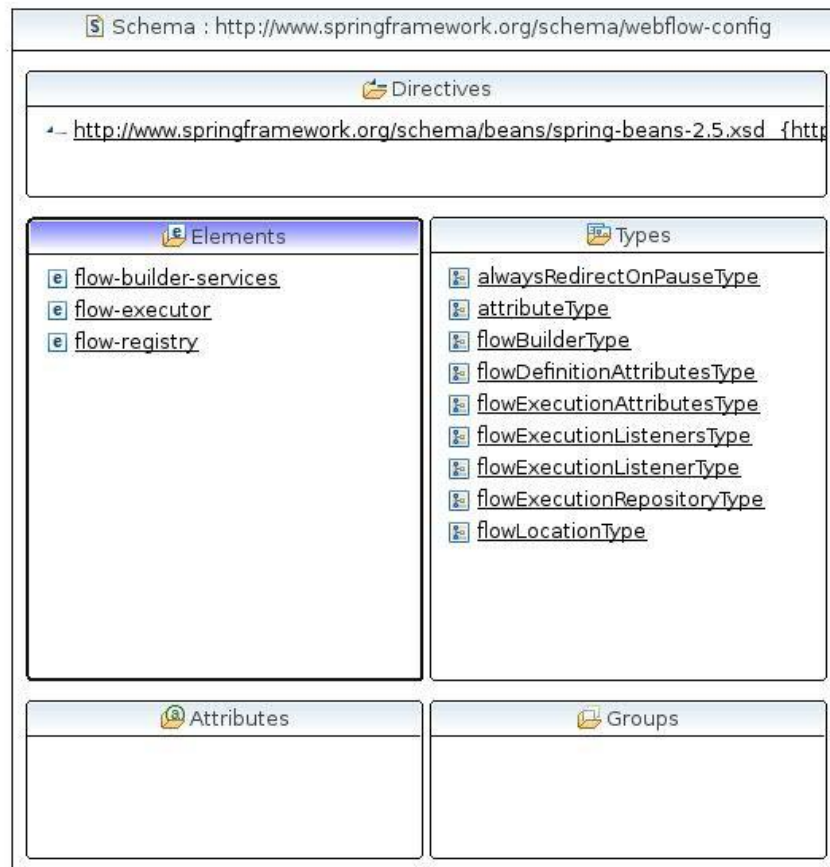 Schema : http://www.springframework.org/schema/webflow-config
Directives
http://www.springframework.org/schema/beans/spring-beans-2.5.xsd {http
Elements
flow-builder-services
flow-executor
flow-registry
Types
alwaysRedirectOnPauseType
attributeType
flowBuilderType
flowDefinitionAttributesType
flowExecutionAttributesType
flowExecutionListenersType
flowExecutionListenerType
flowExecutionRepositoryType
flowLocationType
Attributes
Groups